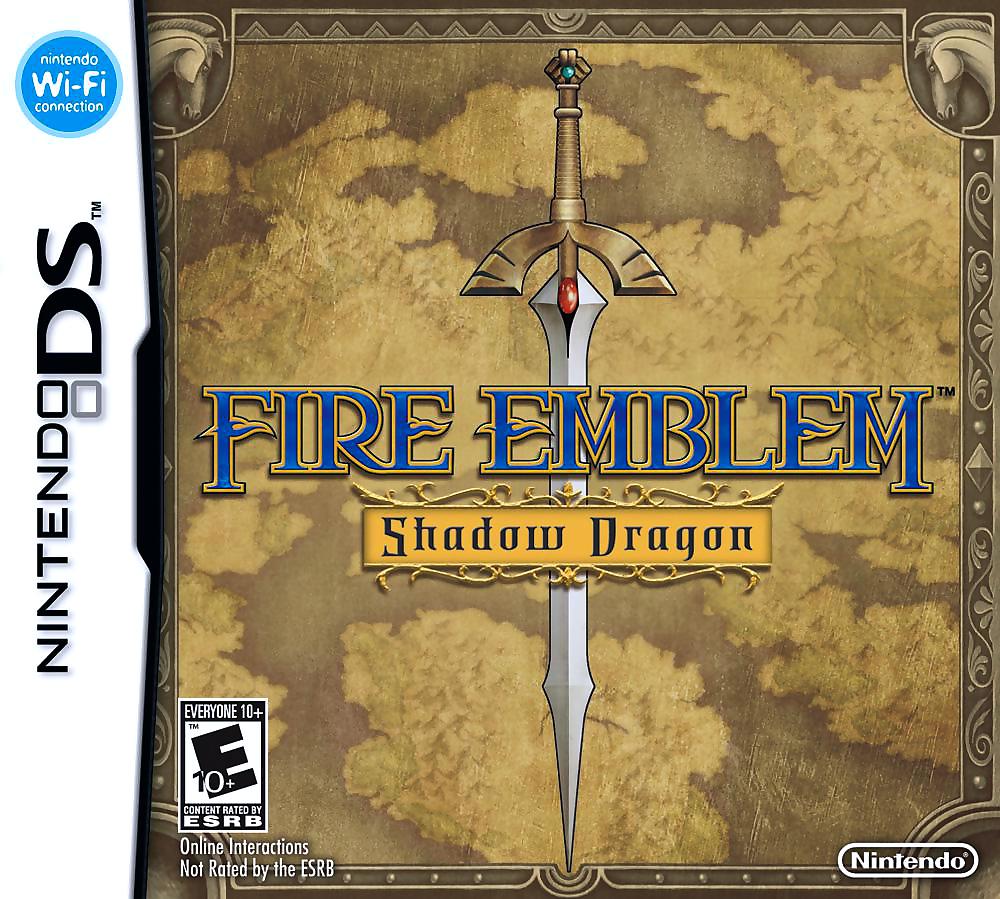 nintendo
Wi-Fi
connection
NINTENDO DS™
FIRE EMBLEM™
Shadow Dragon
EVERYONE 10+
™
E
10+
CONTENT RATED BY
ESRB
Online Interactions
Not Rated by the ESRB
Nintendo®